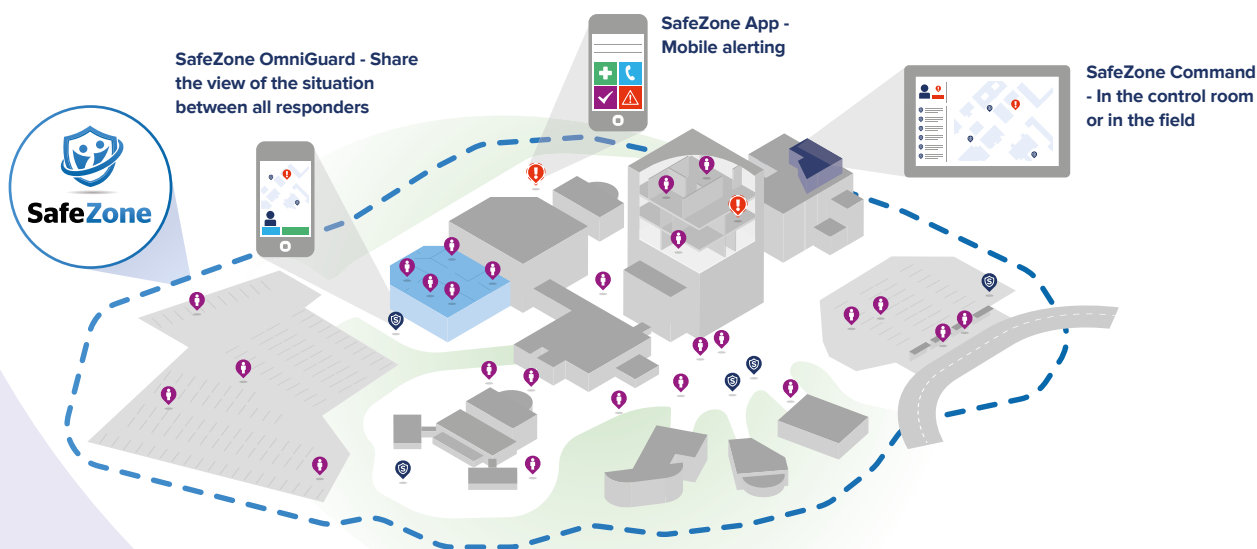 SafeZone App -
Mobile alerting
SafeZone OmniGuard - Share
the view of the situation
between all responders
SafeZone Command
- In the control room
or in the field
SafeZone